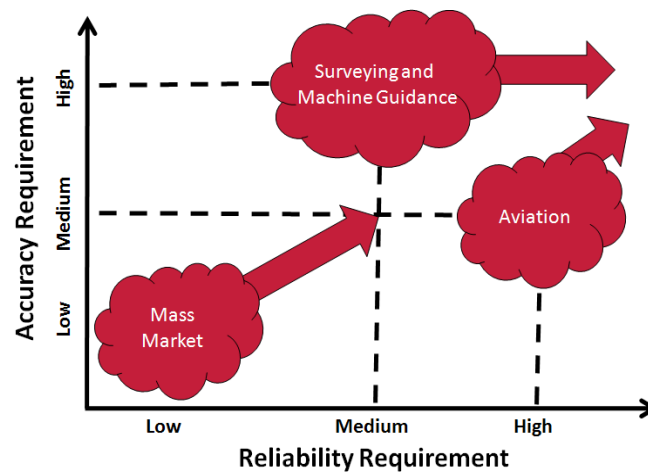 Accuracy Requirement
High
Medium
Low
Surveying and
Machine Guidance
Aviation
Mass
Market
Low
Medium
High
Reliability Requirement